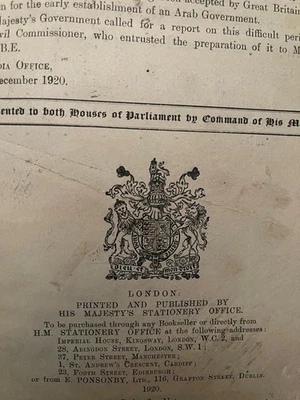 n for the early establishment of an Arab Government.
ajesty's Government called for a report on this difficult peri
vil Commissioner, who entrusted the preparation of it to M
B.E.
DIA OFFICE,
ecember 1920.
ented to both Houses of Parliament by Command of His M
DIEU ET MON DROIT
LONDON:
PRINTED AND PUBLISHED BY
HIS MAJESTY'S STATIONERY OFFICE.
To be purchased through any Bookseller or directly from
H.M. STATIONERY OFFICE at the following addresses:
IMPERIAL HOUSE, KINGSWAY, LONDON, W.C. 2, and
28, ABINGDON STREET, LONDON, S.W. 1;
37, PETER STREET, MANCHESTER;
1, ST. ANDREW'S CRESCENT, CARDIFF;
23, FORTH STREET, EDINBURGH;
or from E. PONSONBY, LTD., 116, GRAFTON STREET, DUBLIN.
1920.